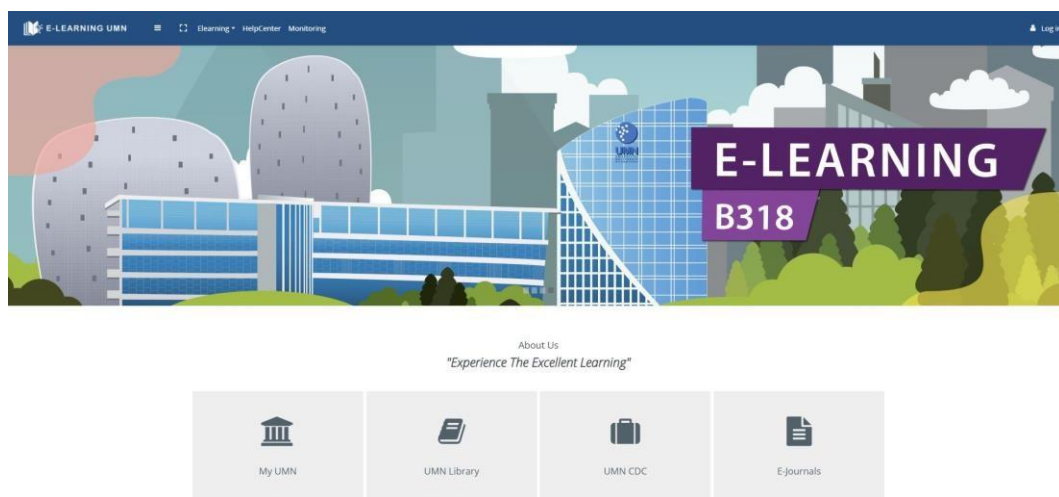 E-LEARNING UMN Elearning HelpCenter Monitoring Log in
UMN
E-LEARNING
B318
About Us
"Experience The Excellent Learning"
My UMN UMN Library UMN CDC E-Journals